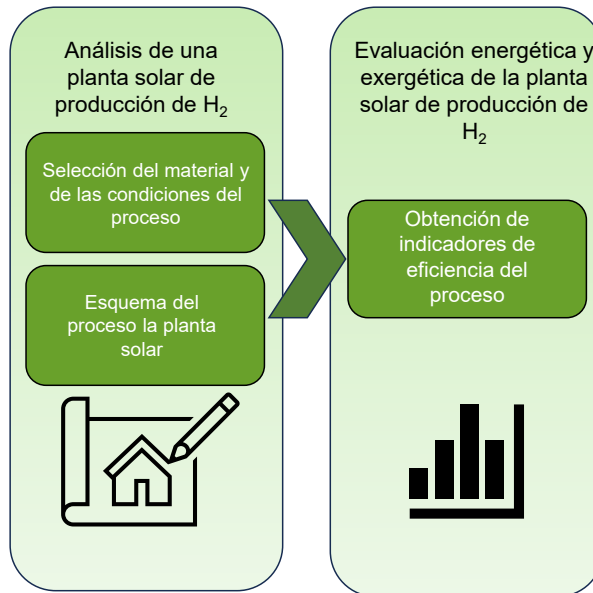 Análisis de una
planta solar de
producción de H₂
Selección del material y
de las condiciones del
proceso
Esquema del
proceso la planta
solar
Evaluación energética y
exergética de la planta
solar de producción de
H₂
Obtención de
indicadores de
eficiencia del
proceso